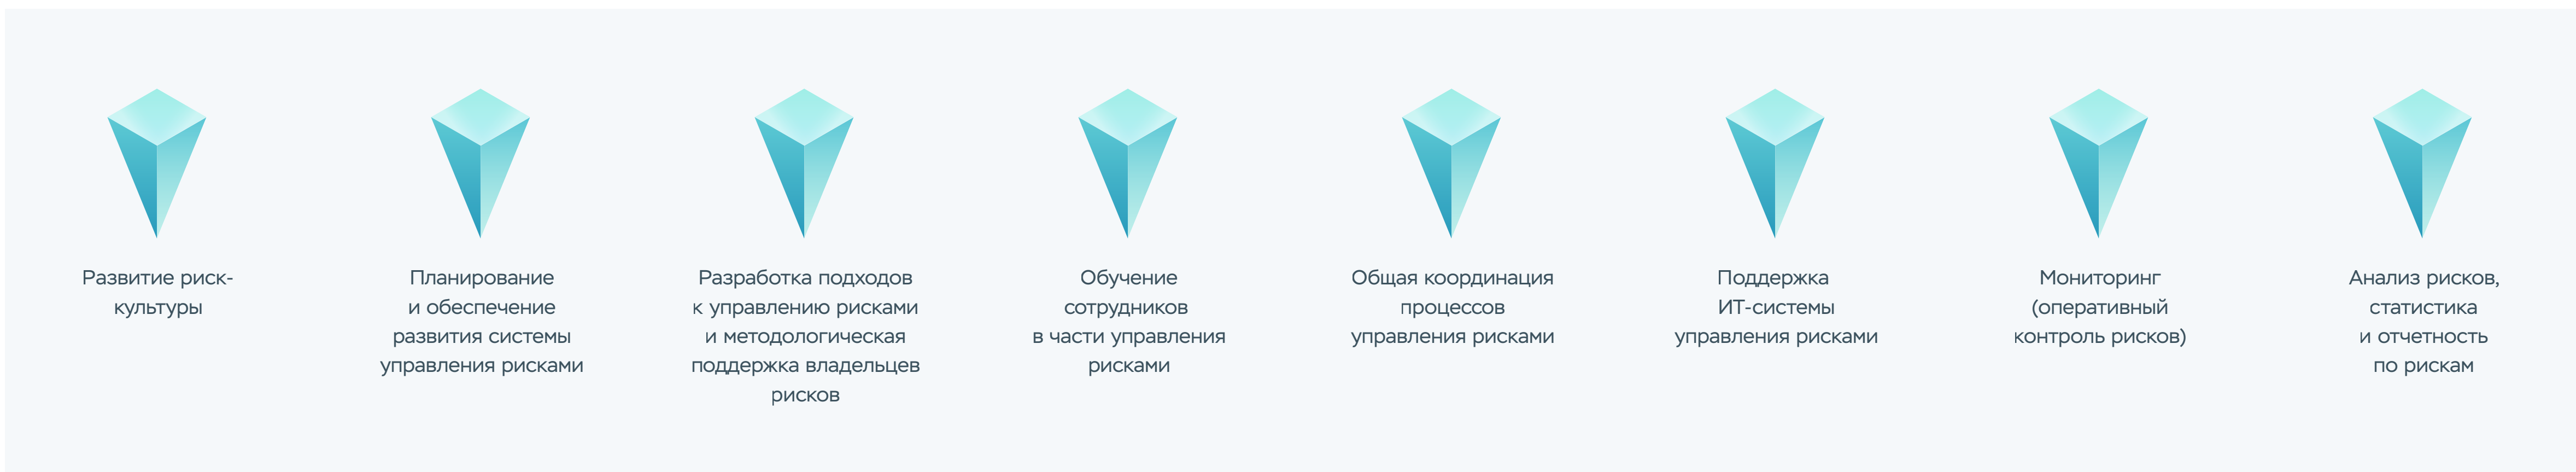 Развитие риск-
культуры
Планирование
и обеспечение
развития системы
управления рисками
Разработка подходов
к управлению рисками
и методологическая
поддержка владельцев
рисков
Обучение
сотрудников
в части управления
рисками
Общая координация
процессов
управления рисками
Поддержка
ИТ-системы
управления рисками
Мониторинг
(оперативный
контроль рисков)
Анализ рисков,
статистика
и отчетность
по рискам